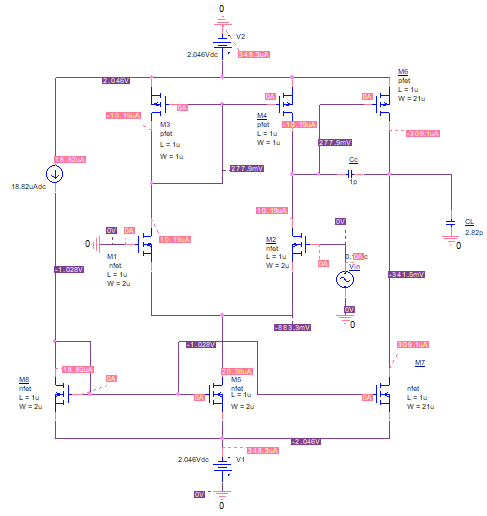 0
V2
2.046Vdc
348.3uA
2.046V
M6
pfet
L = 1u
W = 21u
0A
0A
0A
-10.19uA
M3
pfet
L = 1u
W = 1u
M4
-10.19uA
pfet
L = 1u
W = 1u
-309.1uA
277.9mV
277.9mV
Cc
1p
18.82uA
18.82uAdc
10.19uA
0V
0A
0
10.19uA
M1
nfet
L = 1u
W = 2u
M2
nfet
L = 1u
W = 2u
0V
0A
Vin
0V
0
CL
2.82p
0
-1.028V
-341.5mV
-883.3mV
-1.028V
309.1uA
M8
nfet
L = 1u
W = 2u
18.82uA
0A
20.38uA
M5
nfet
L = 1u
W = 2u
0A
0A
M7
nfet
L = 1u
W = 21u
-2.046V
348.3uA
2.046Vdc
V1
0V
0